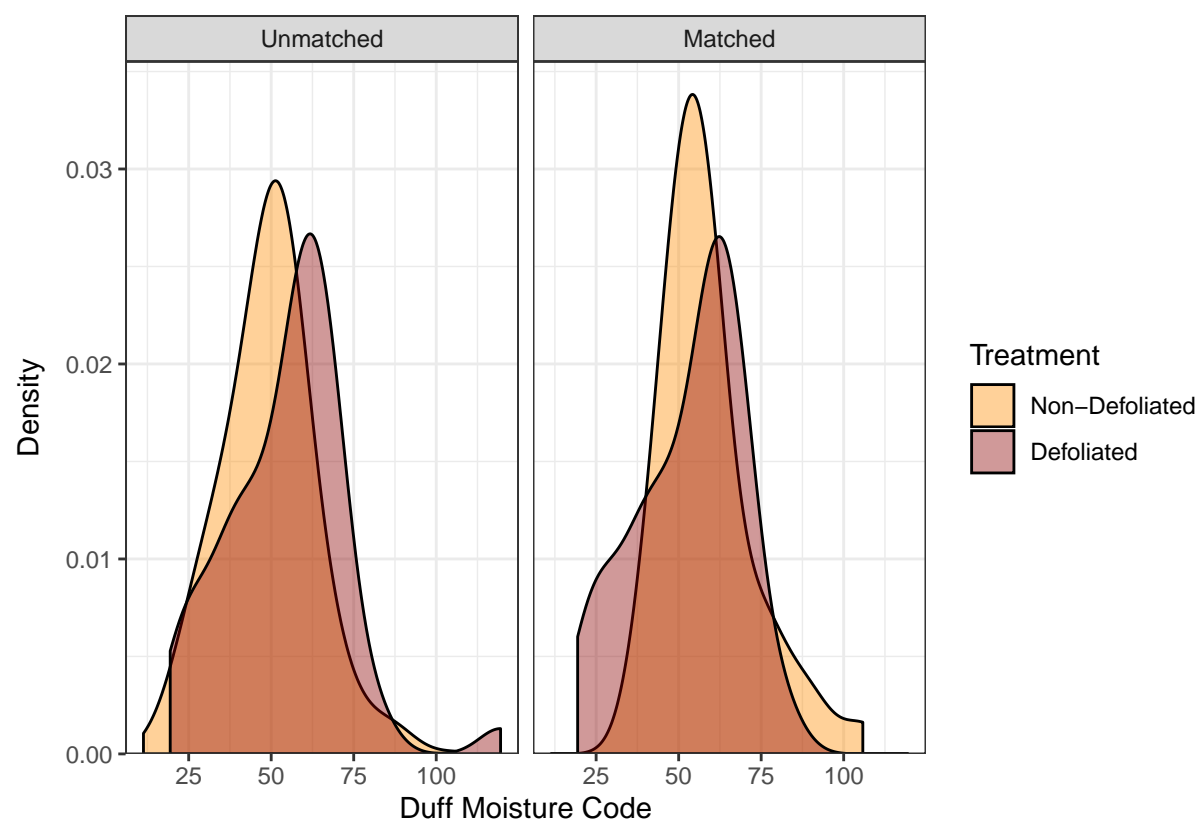 Unmatched
Matched
0.03
0.02
0.01
0.00
Density
25 50 75 100
25 50 75 100
Duff Moisture Code
Treatment
Non−Defoliated
Defoliated